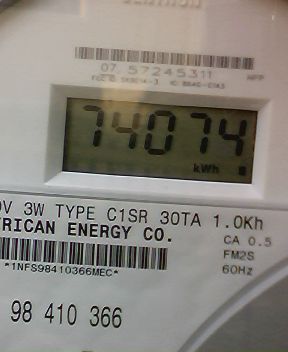 07 57245311
74074
kWh
0V 3W TYPE C1SR 30TA 1.0Kh
TRICAN ENERGY CO.
CA 0.5
FM2S
60Hz
*1NFS98410366MEC*
98 410 366